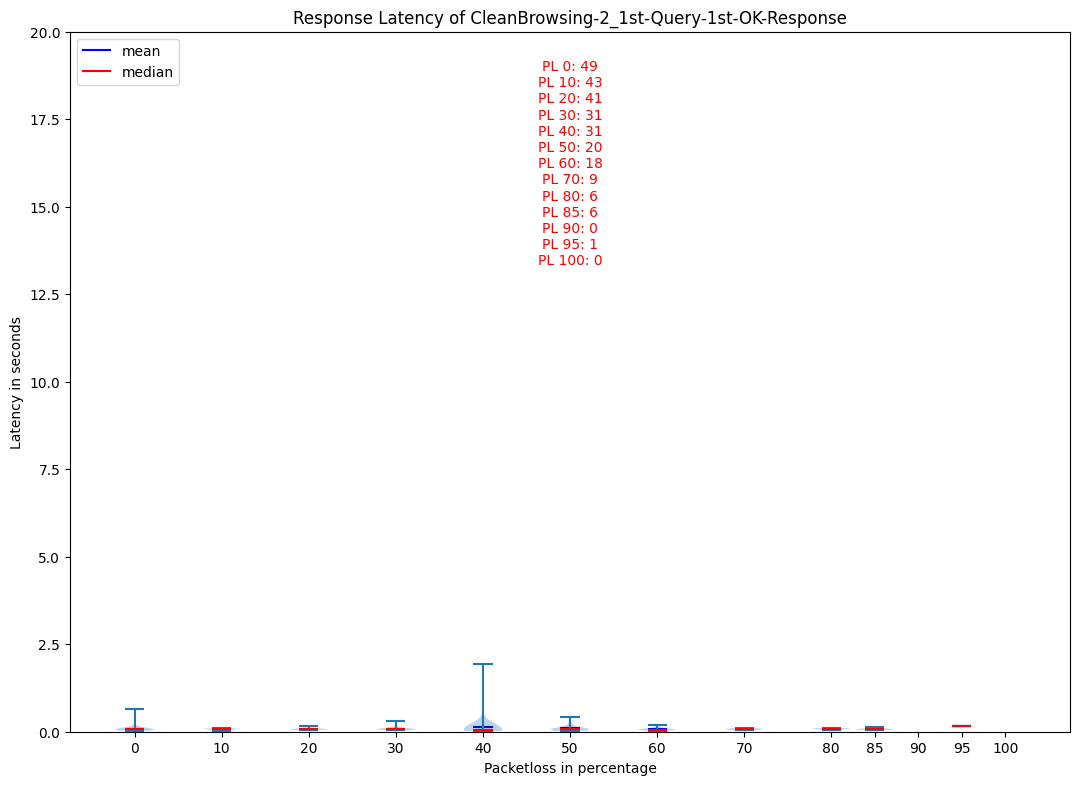 Response Latency of CleanBrowsing-2_1st-Query-1st-OK-Response
mean
median
PL 0: 49
PL 10: 43
PL 20: 41
PL 30: 31
PL 40: 31
PL 50: 20
PL 60: 18
PL 70: 9
PL 80: 6
PL 85: 6
PL 90: 0
PL 95: 1
PL 100: 0
Latency in seconds
20.0
17.5
15.0
12.5
10.0
7.5
5.0
2.5
0.0
0 10 20 30 40 50 60 70 80 85 90 95 100
Packetloss in percentage